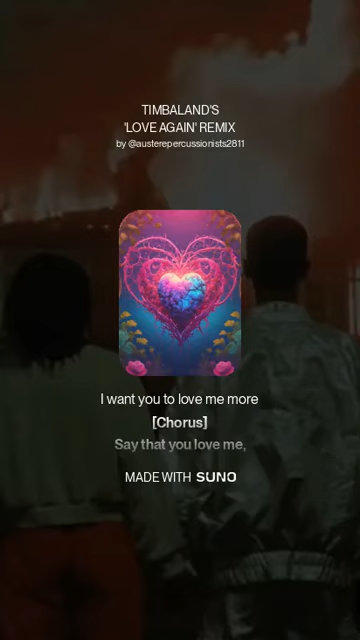 TIMBALAND'S
'LOVE AGAIN' REMIX
by @austerepercussionists2811
I want you to love me more
[Chorus]
Say that you love me,
MADE WITH SUNO